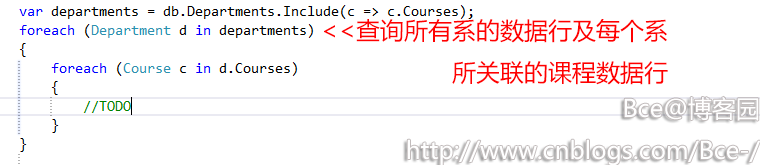 var departments = db.Departments.Include(c => c.Courses);
foreach (Department d in departments) <<查询所有系的数据行及每个系
{
foreach (Course c in d.Courses) 所关联的课程数据行
{
//TODO
}
}
Bce@博客园
http://www.cnblogs.com/Bce-/